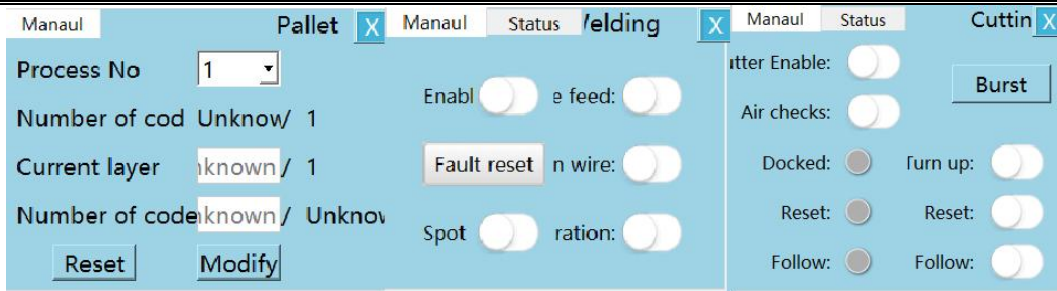 Manaul Pallet X
Process No 1
Number of cod Unknow/ 1
Current layer known / 1
Number of code known / Unknow
Reset Modify
Manaul Status Welding X
Enabl e feed:
Fault reset n wire:
Spot ration:
Manaul Status Cuttin X
utter Enable:
Burst
Air checks:
Docked: Turn up:
Reset: Reset:
Follow: Follow: